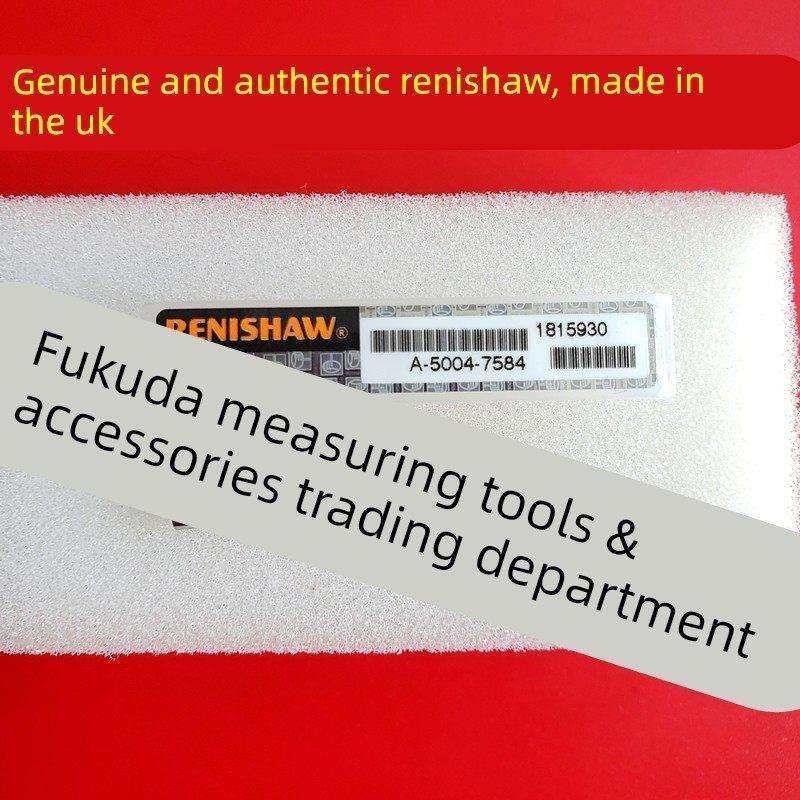 Genuine and authentic renishaw, made in
the uk
RENISHAW®
1815930
A-5004-7584
Fukuda measuring tools &
accessories trading department